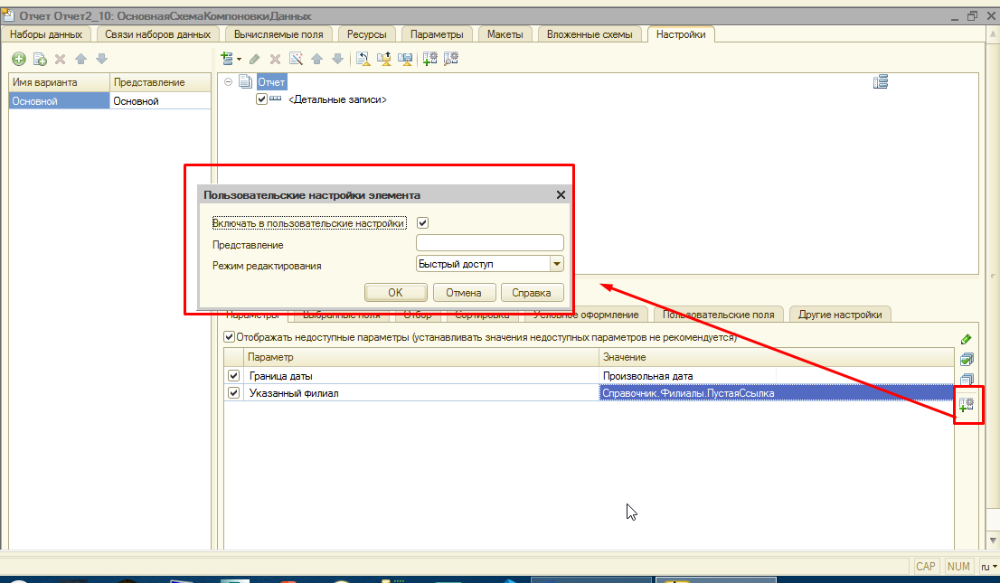 Отчет Отчет2_10: ОсновнаяСхемаКомпоновкиДанных
Наборы данных Связи наборов данных Вычисляемые поля Ресурсы Параметры Макеты Вложенные схемы Настройки
Имя варианта Представление
Основной Основной
Отчет
<Детальные записи>
Пользовательские настройки элемента
Включать в пользовательские настройки
Представление
Режим редактирования Быстрый доступ
OK Отмена Справка
Параметры Выбранные поля Отбор Сортировка Условное оформление Пользовательские поля Другие настройки
Отображать недоступные параметры (устанавливать значения недоступных параметров не рекомендуется)
Параметр Значение
Граница даты Произвольная дата
Указанный филиал Справочник.Филиалы.ПустаяСсылка
CAP NUM ru